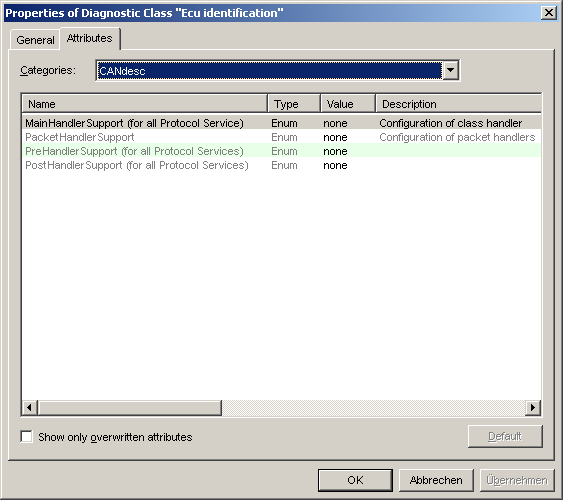 Properties of Diagnostic Class "Ecu identification"
General Attributes
Categories: CANdesc
Name Type Value Description
MainHandlerSupport (for all Protocol Service) Enum none Configuration of class handler
PacketHandlerSupport Enum none Configuration of packet handlers
PreHandlerSupport (for all Protocol Services) Enum none
PostHandlerSupport (for all Protocol Services) Enum none
Show only overwritten attributes Default
OK Abbrechen Übernehmen